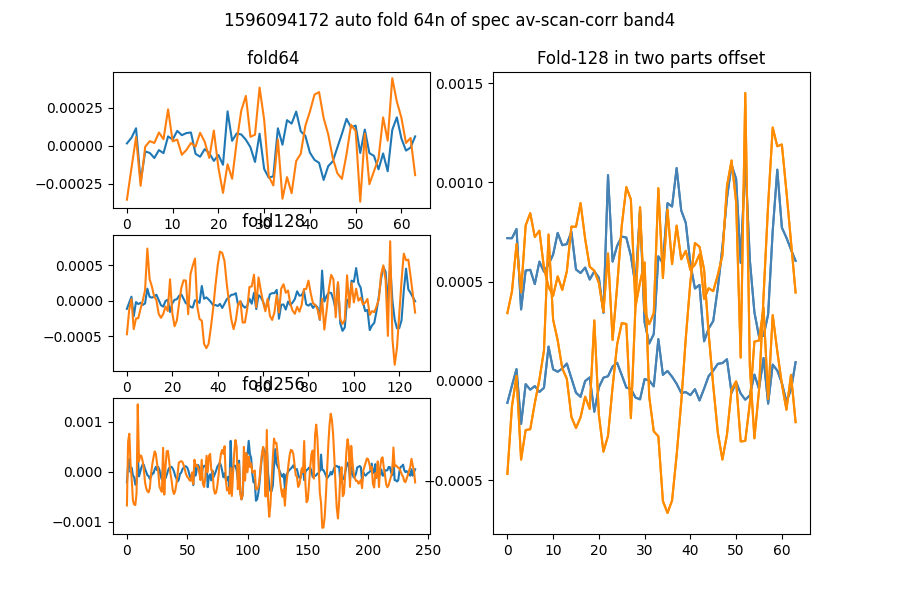 1596094172 auto fold 64n of spec av-scan-corr band4
fold64
0.00025
0.00000
−0.00025
0 10 20 30 40 50 60
fold128
0.0005
0.0000
−0.0005
0 20 40 60 80 100 120
fold256
0.001
0.000
−0.001
0 50 100 150 200 250
Fold-128 in two parts offset
0.0015
0.0010
0.0005
0.0000
−0.0005
0 10 20 30 40 50 60